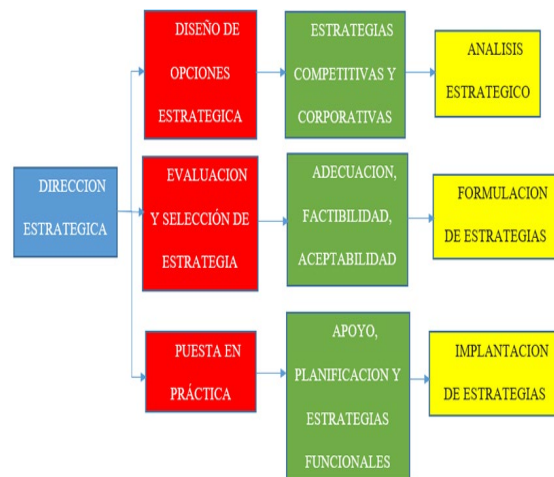 DIRECCION
ESTRATEGICA
DISEÑO DE
OPCIONES
ESTRATEGICA
ESTRATEGIAS
COMPETITIVAS Y
CORPORATIVAS
ANALISIS
ESTRATEGICO
EVALUACION
Y SELECCIÓN DE
ESTRATEGIA
ADECUACION,
FACTIBILIDAD,
ACEPTABILIDAD
FORMULACION
DE ESTRATEGIAS
PUESTA EN
PRÁCTICA
APOYO,
PLANIFICACION Y
ESTRATEGIAS
FUNCIONALES
IMPLANTACION
DE ESTRATEGIAS